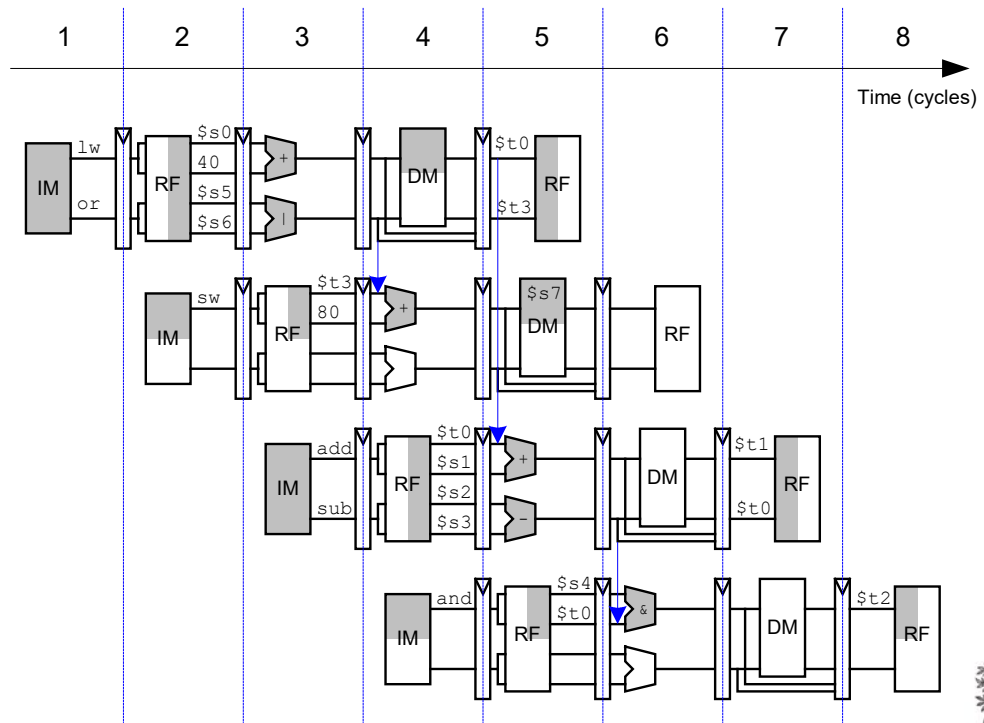 1 2 3 4 5 6 7 8
Time (cycles)
IM
lw
or
RF
$s0
40
$s5
$s6
+
|
DM
$t0
$t3
RF
IM
sw
RF
$t3
80
+
$s7
DM
RF
IM
add
sub
RF
$t0
$s1
$s2
$s3
+
-
DM
$t1
$t0
RF
IM
and
RF
$s4
$t0
&
DM
$t2
RF